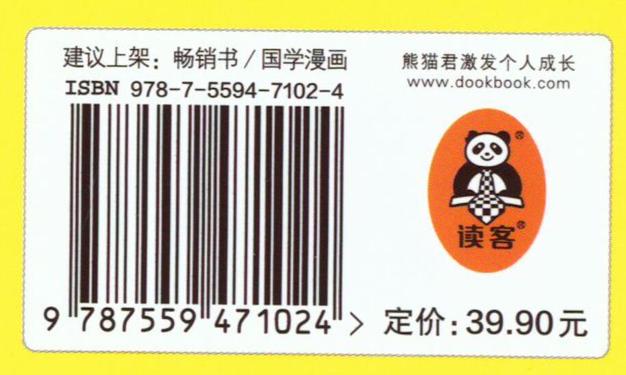 建议上架：畅销书/国学漫画
ISBN 978-7-5594-7102-4
9 787559 471024 >
熊猫君激发个人成长
www.dookbook.com
®
读客®
定价：39.90元